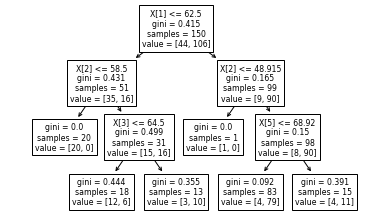 X[1] <= 62.5
gini = 0.415
samples = 150
value = [44, 106]
X[2] <= 58.5
gini = 0.431
samples = 51
value = [35, 16]
X[2] <= 48.915
gini = 0.165
samples = 99
value = [9, 90]
gini = 0.0
samples = 20
value = [20, 0]
X[3] <= 64.5
gini = 0.499
samples = 31
value = [15, 16]
gini = 0.0
samples = 1
value = [1, 0]
X[5] <= 68.92
gini = 0.15
samples = 98
value = [8, 90]
gini = 0.444
samples = 18
value = [12, 6]
gini = 0.355
samples = 13
value = [3, 10]
gini = 0.092
samples = 83
value = [4, 79]
gini = 0.391
samples = 15
value = [4, 11]